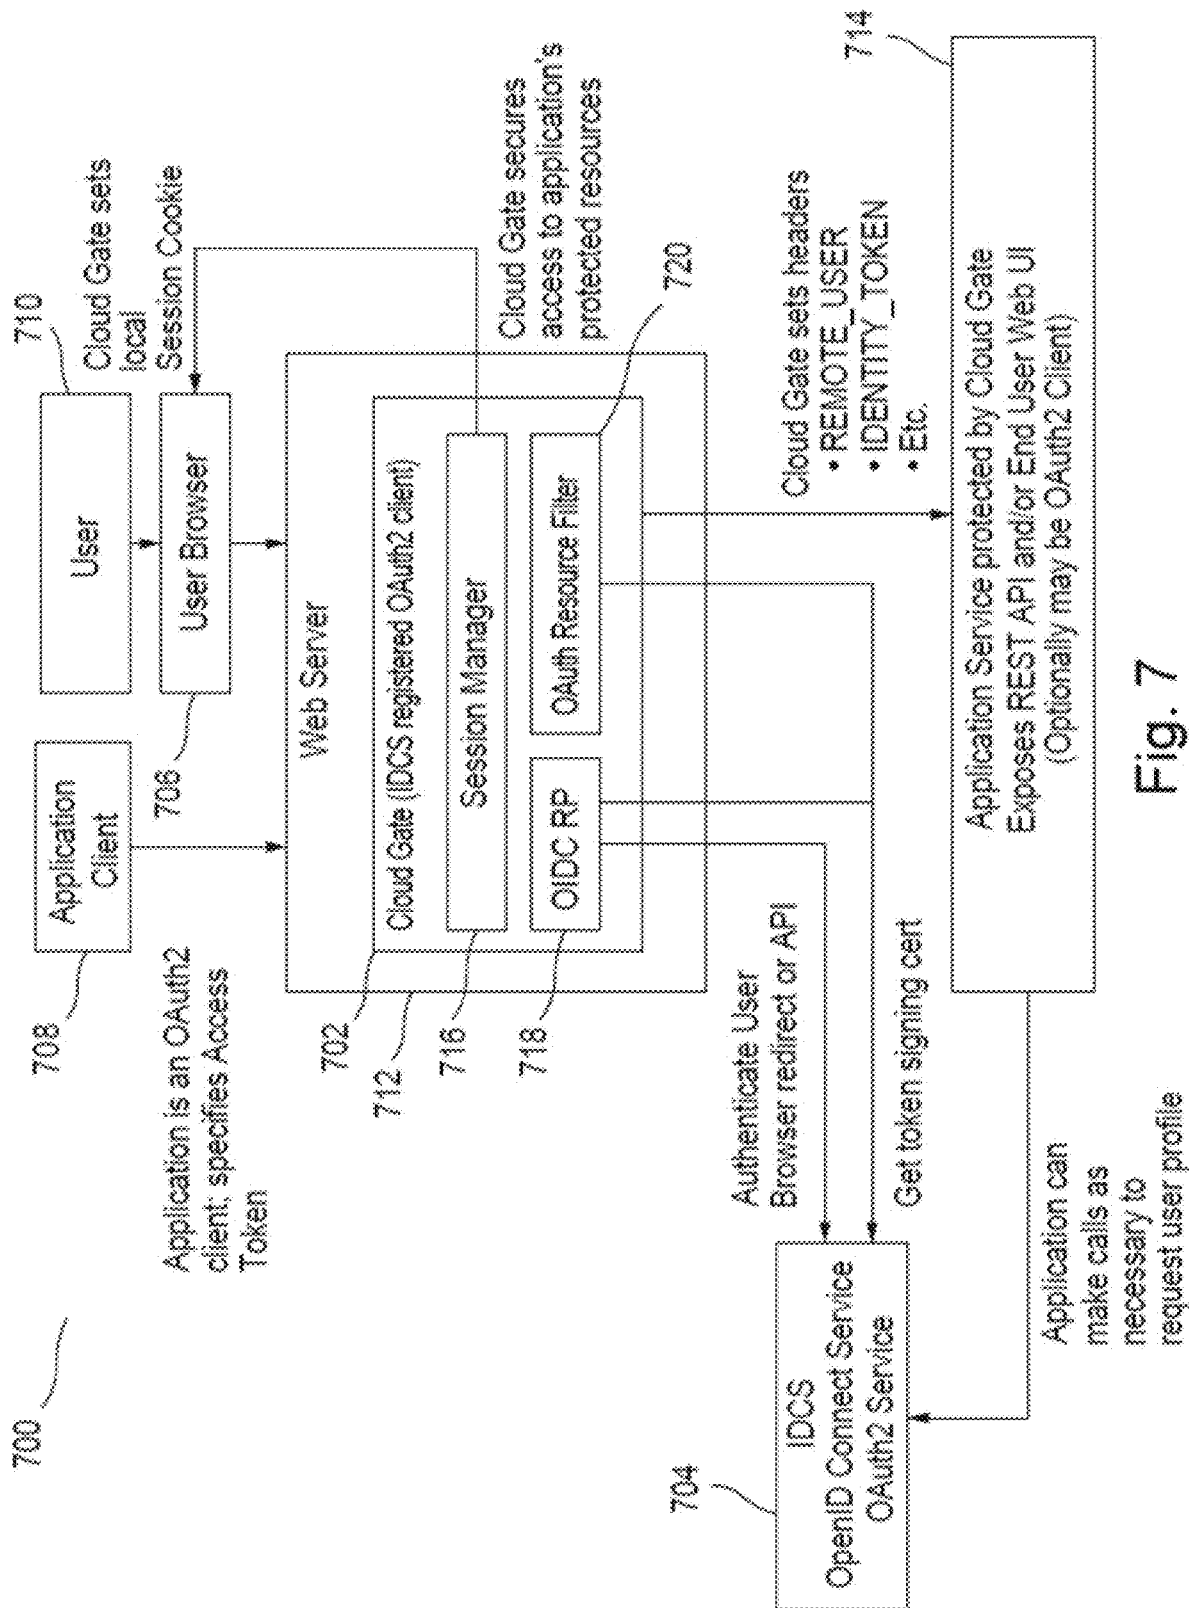 700
708
Application
Client
710
User
Cloud Gate sets
local
Session Cookie
706
User Browser
Application is an OAuth2
client; specifies Access
Token
702
712
716
718
Web Server
Cloud Gate (IDCS registered OAuth2 client)
Session Manager
OIDC RP
OAuth Resource Filter
Cloud Gate secures
access to application's
protected resources
720
704
IDCS
OpenID Connect Service
OAuth2 Service
Authenticate User
Browser redirect or API
Get token signing cert
Cloud Gate sets headers
• REMOTE_USER
• IDENTITY_TOKEN
• Etc.
714
Application Service protected by Cloud Gate
Exposes REST API and/or End User Web UI
(Optionally may be OAuth2 Client)
Application can
make calls as
necessary to
request user profile
Fig. 7